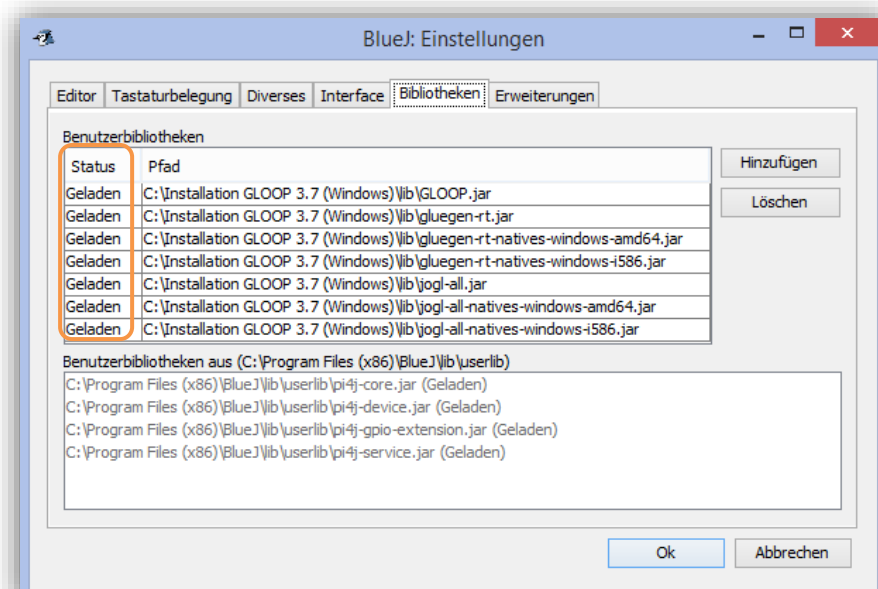 BlueJ: Einstellungen
Editor Tastaturbelegung Diverses Interface Bibliotheken Erweiterungen
Benutzerbibliotheken
Status Pfad
Geladen C:\Installation GLOOP 3.7 (Windows)\lib\GLOOP.jar
Geladen C:\Installation GLOOP 3.7 (Windows)\lib\gluegen-rt.jar
Geladen C:\Installation GLOOP 3.7 (Windows)\lib\gluegen-rt-natives-windows-amd64.jar
Geladen C:\Installation GLOOP 3.7 (Windows)\lib\gluegen-rt-natives-windows-i586.jar
Geladen C:\Installation GLOOP 3.7 (Windows)\lib\jogl-all.jar
Geladen C:\Installation GLOOP 3.7 (Windows)\lib\jogl-all-natives-windows-amd64.jar
Geladen C:\Installation GLOOP 3.7 (Windows)\lib\jogl-all-natives-windows-i586.jar
Hinzufügen
Löschen
Benutzerbibliotheken aus (C:\Program Files (x86)\BlueJ\lib\userlib)
C:\Program Files (x86)\BlueJ\lib\userlib\pi4j-core.jar (Geladen)
C:\Program Files (x86)\BlueJ\lib\userlib\pi4j-device.jar (Geladen)
C:\Program Files (x86)\BlueJ\lib\userlib\pi4j-gpio-extension.jar (Geladen)
C:\Program Files (x86)\BlueJ\lib\userlib\pi4j-service.jar (Geladen)
Ok Abbrechen